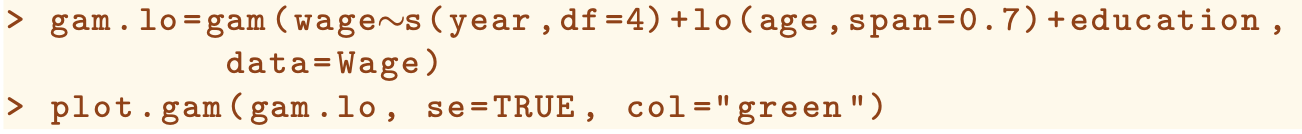 > gam.lo=gam(wage∼s(year,df=4)+lo(age,span=0.7)+education,
data=Wage)
> plot.gam(gam.lo, se=TRUE, col="green")